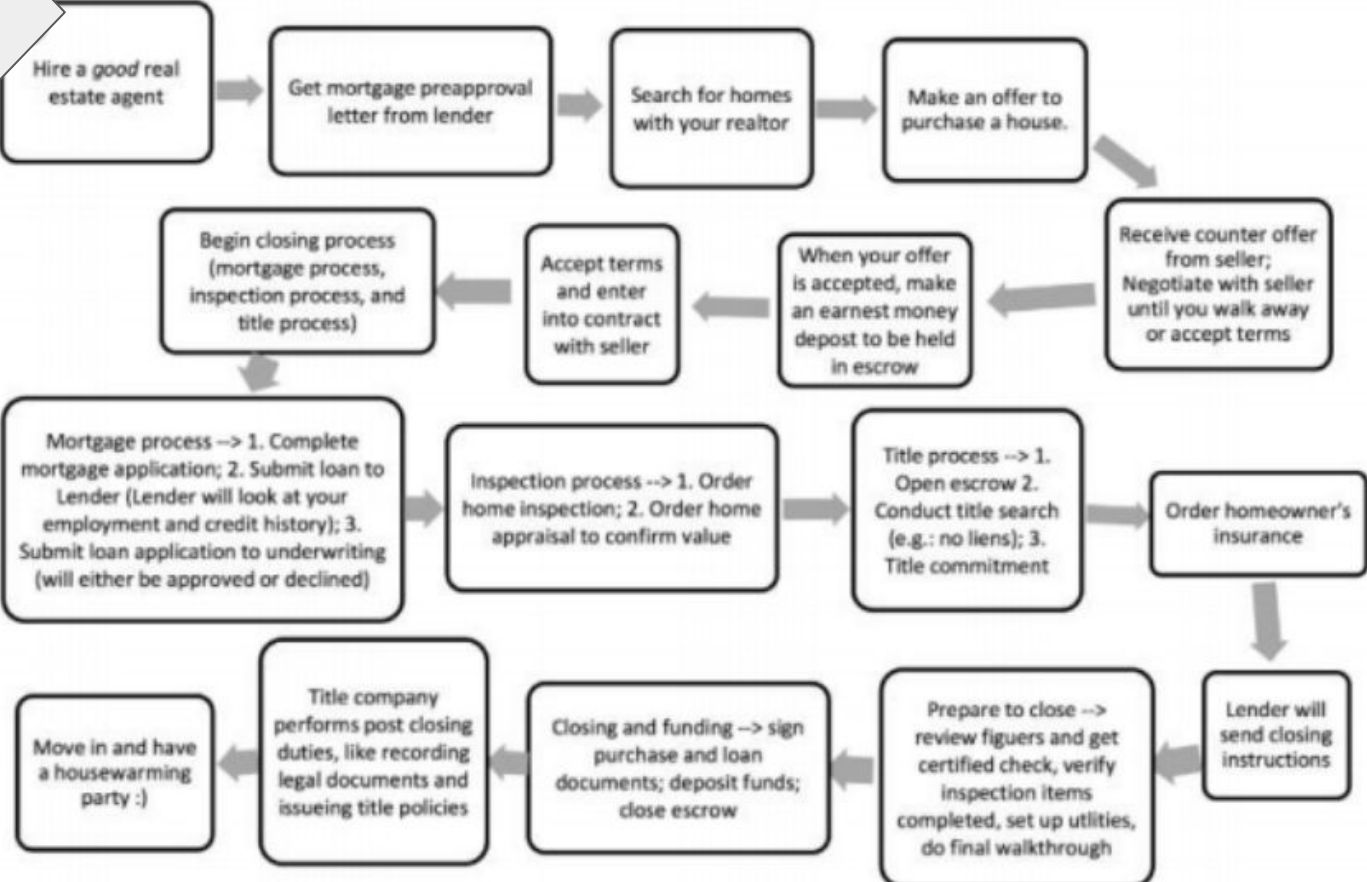 Hire a good real
estate agent
Get mortgage preapproval
letter from lender
Search for homes
with your realtor
Make an offer to
purchase a house.
Receive counter offer
from seller;
Negotiate with seller
until you walk away
or accept terms
When your offer
is accepted, make
an earnest money
depost to be held
in escrow
Accept terms
and enter
into contract
with seller
Begin closing process
(mortgage process,
inspection process, and
title process)
Mortgage process --> 1. Complete
mortgage application; 2. Submit loan to
Lender (Lender will look at your
employment and credit history); 3.
Submit loan application to underwriting
(will either be approved or declined)
Inspection process --> 1. Order
home inspection; 2. Order home
appraisal to confirm value
Title process --> 1.
Open escrow 2.
Conduct title search
(e.g.: no liens); 3.
Title commitment
Order homeowner's
insurance
Lender will
send closing
instructions
Prepare to close -->
review figuers and get
certified check, verify
inspection items
completed, set up utlities,
do final walkthrough
Closing and funding --> sign
purchase and loan
documents; deposit funds;
close escrow
Title company
performs post closing
duties, like recording
legal documents and
issueing title policies
Move in and have
a housewarming
party :)